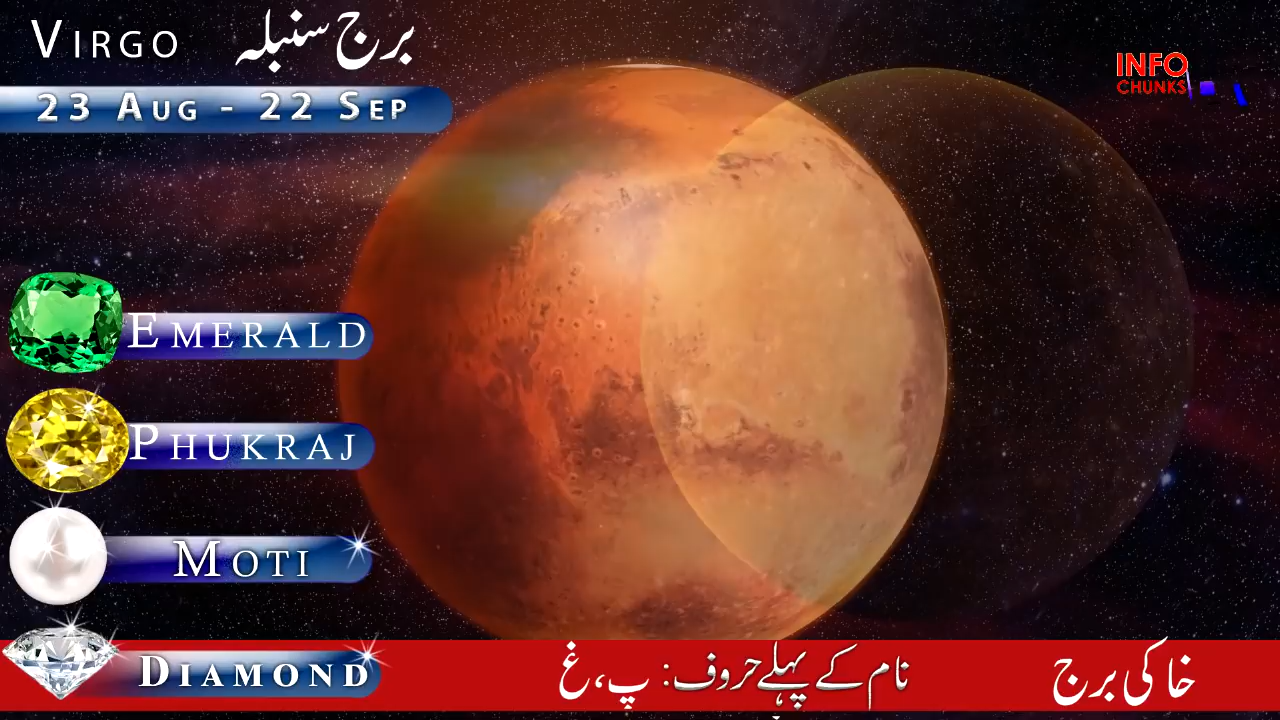 VIRGO برج سنبلہ
23 AUG - 22 SEP
INFO
CHUNKS
EMERALD
PHUKRAJ
MOTI
DIAMOND
خاکی برج
نام کے پہلے حروف: پ، غ